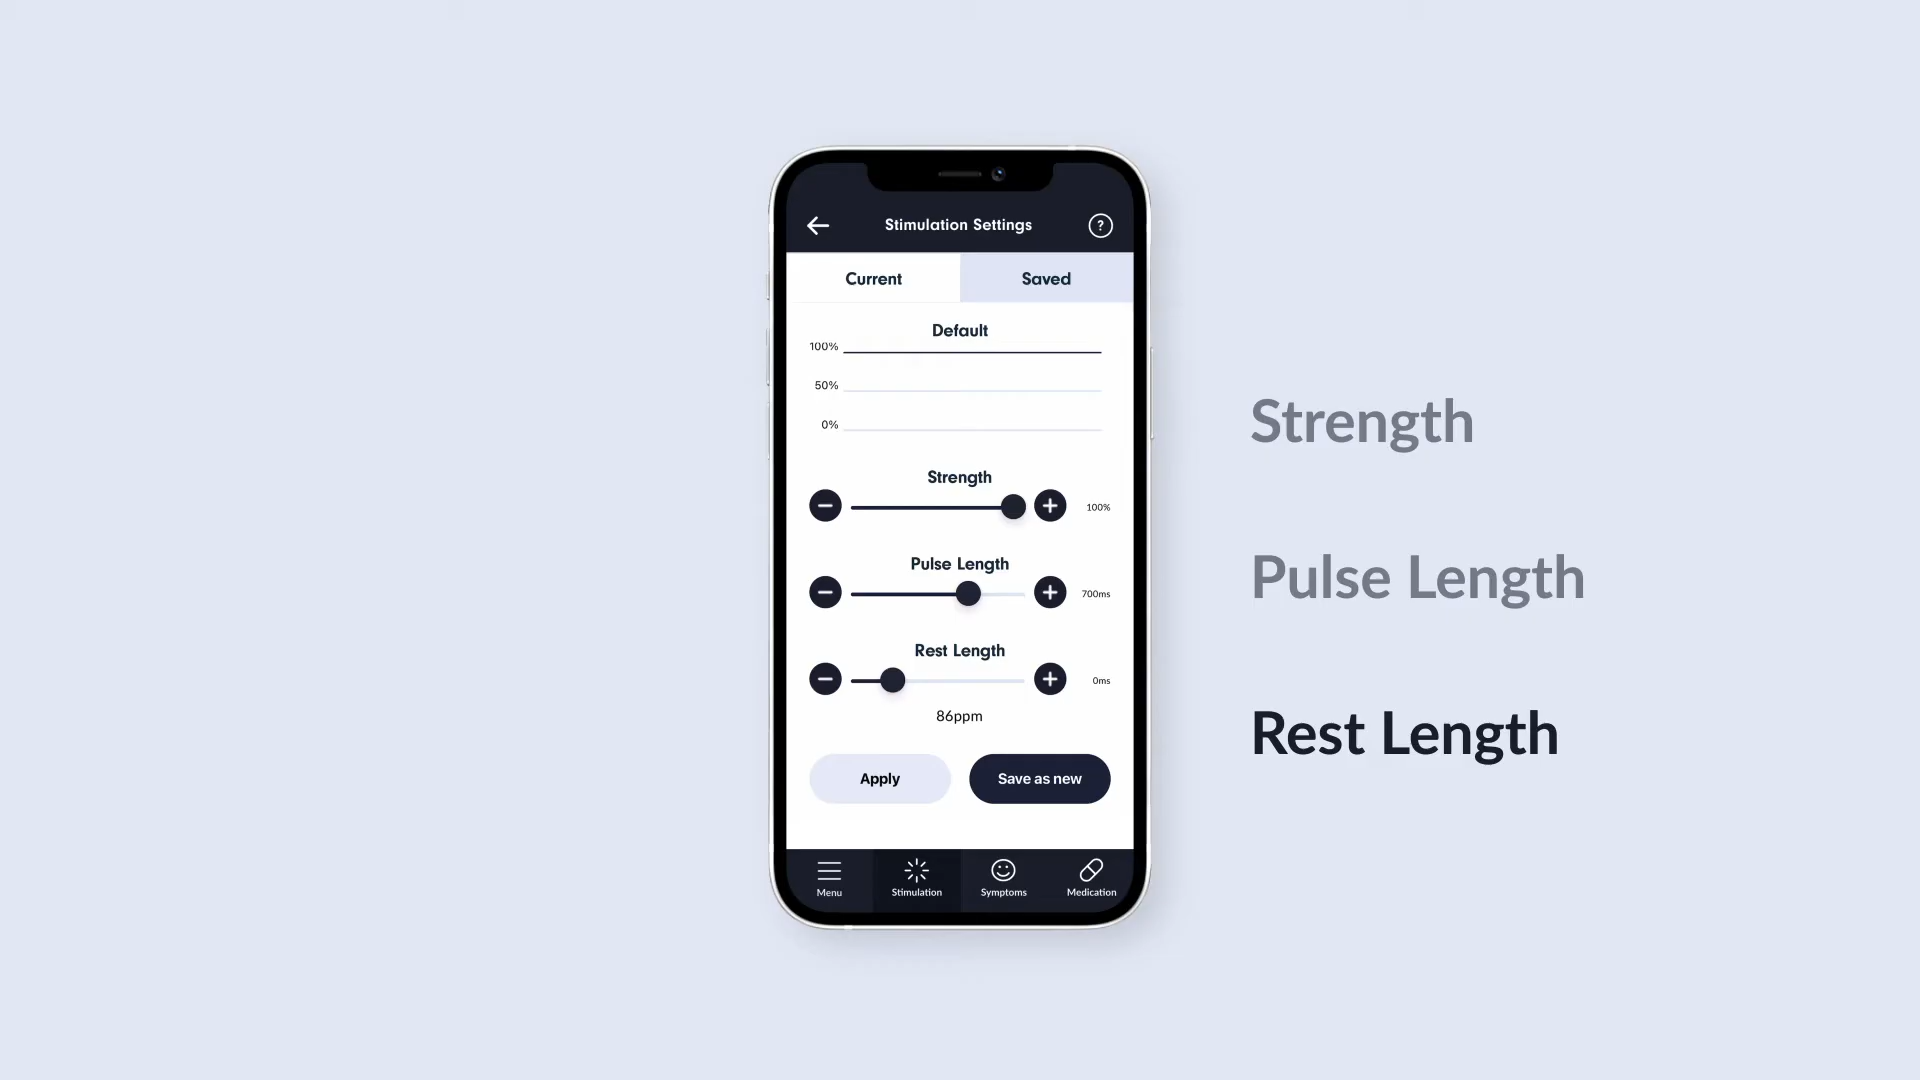 Stimulation Settings
?
Current Saved
Default
100%
50%
0%
Strength
100%
Pulse Length
700ms
Rest Length
0ms
86ppm
Apply Save as new
Menu Stimulation Symptoms Medication
Strength
Pulse Length
Rest Length